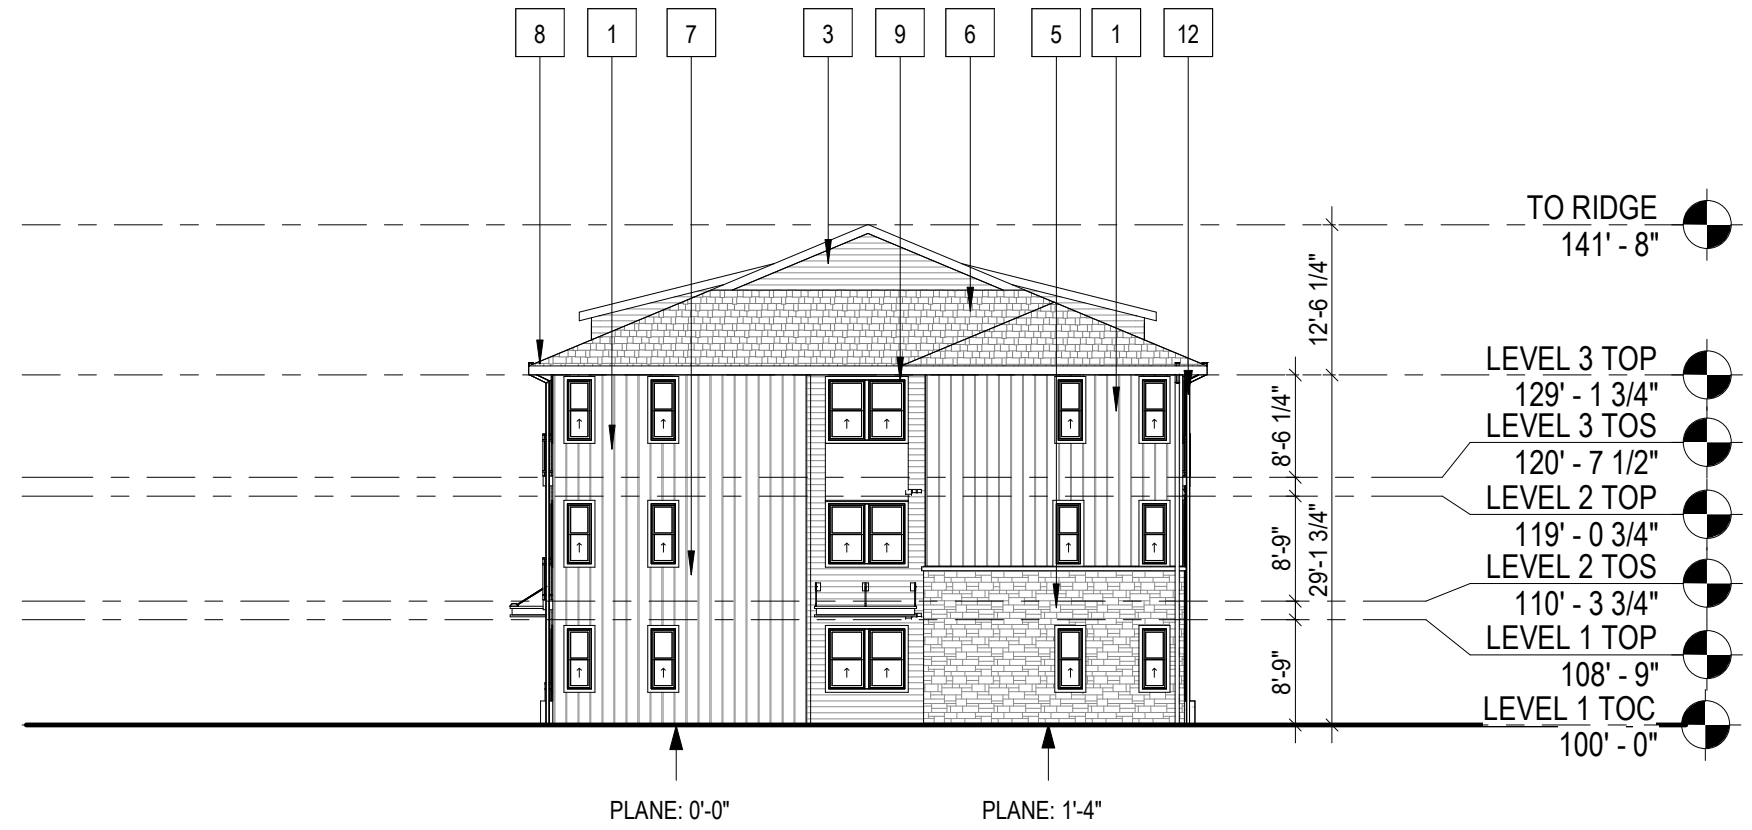 8 1 7 3 9 6 5 1 12
TO RIDGE
141' - 8"
12'-6 1/4"
LEVEL 3 TOP
129' - 1 3/4"
8'-6 1/4"
LEVEL 3 TOS
120' - 7 1/2"
LEVEL 2 TOP
119' - 0 3/4"
8'-9"
29'-1 3/4"
LEVEL 2 TOS
110' - 3 3/4"
LEVEL 1 TOP
108' - 9"
8'-9"
LEVEL 1 TOC
100' - 0"
PLANE: 0'-0"
PLANE: 1'-4"